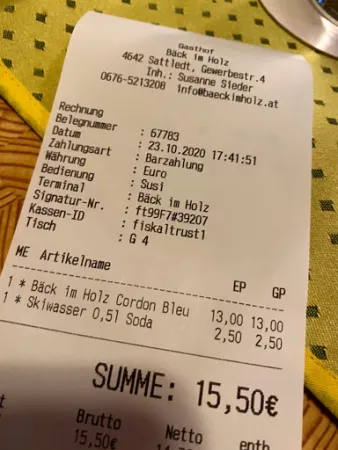 Gasthof
Bäck im Holz
4642 Sattledt, Gewerbestr.4
Inh.: Susanne Sieder
0676-5213208 info@baeckimholz.at
Rechnung
Belegnummer : 67783
Datum : 23.10.2020 17:41:51
Zahlungsart : Barzahlung
Währung : Euro
Bedienung : Susi
Terminal : Bäck im Holz
Signatur-Nr. : ft99F7#39207
Kassen-ID : fiskaltrust1
Tisch : G 4
ME Artikelname EP GP
1 * Bäck im Holz Cordon Bleu 13,00 13,00
1 * Skiwasser 0,5l Soda 2,50 2,50
SUMME: 15,50€
Brutto Netto enth
15,50€